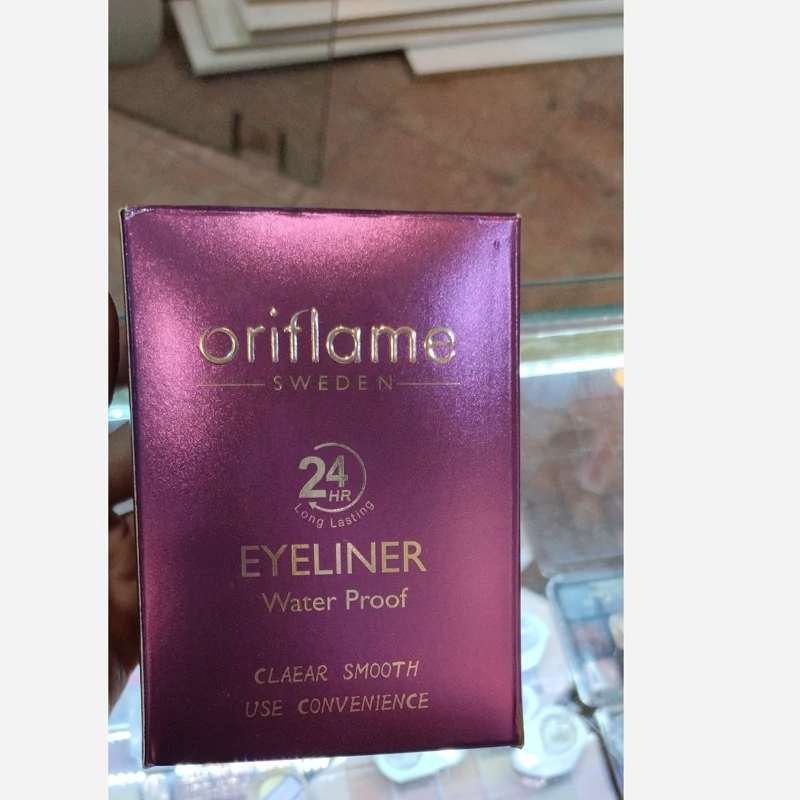 oriflame
SWEDEN
24
HR
Long Lasting
EYELINER
Water Proof
CLAEAR SMOOTH
USE CONVENIENCE